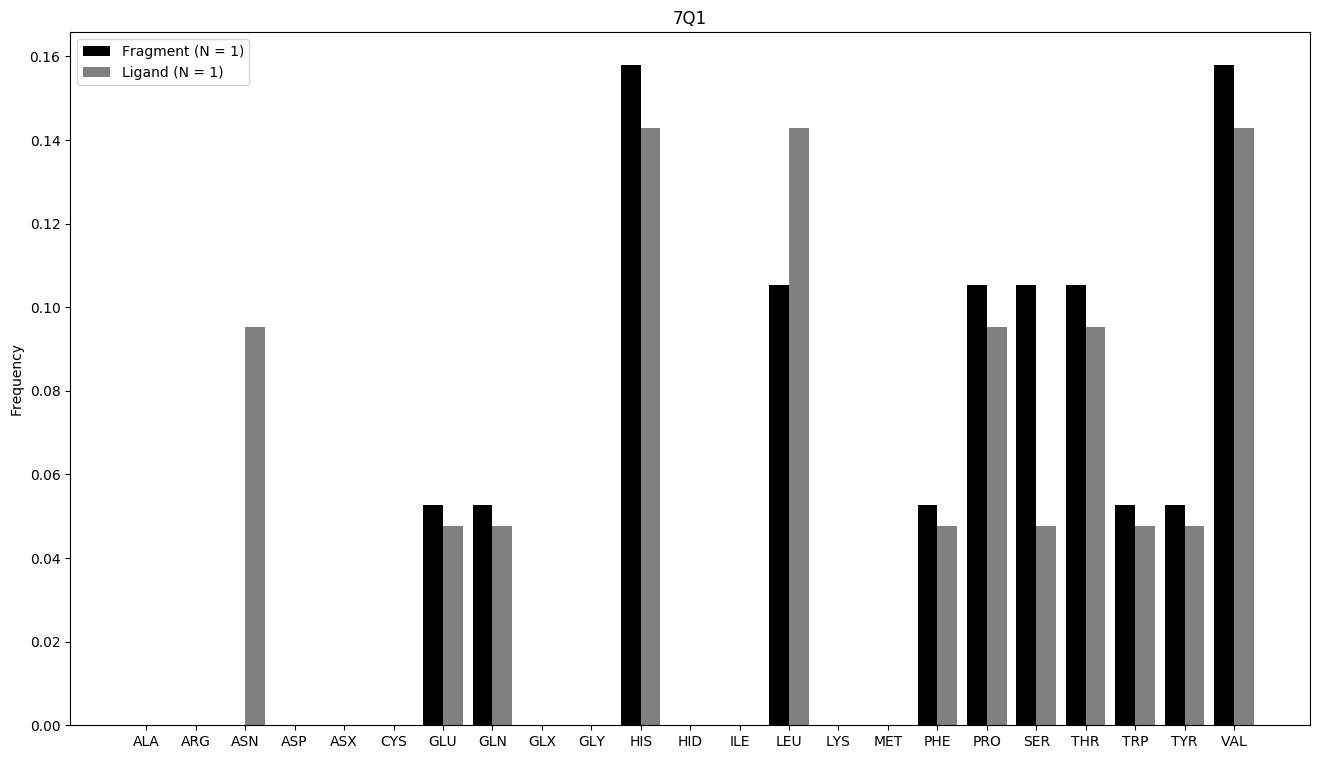 7Q1
Fragment (N = 1)
Ligand (N = 1)
Frequency
0.16
0.14
0.12
0.10
0.08
0.06
0.04
0.02
0.00
ALA ARG ASN ASP ASX CYS GLU GLN GLX GLY HIS HID ILE LEU LYS MET PHE PRO SER THR TRP TYR VAL